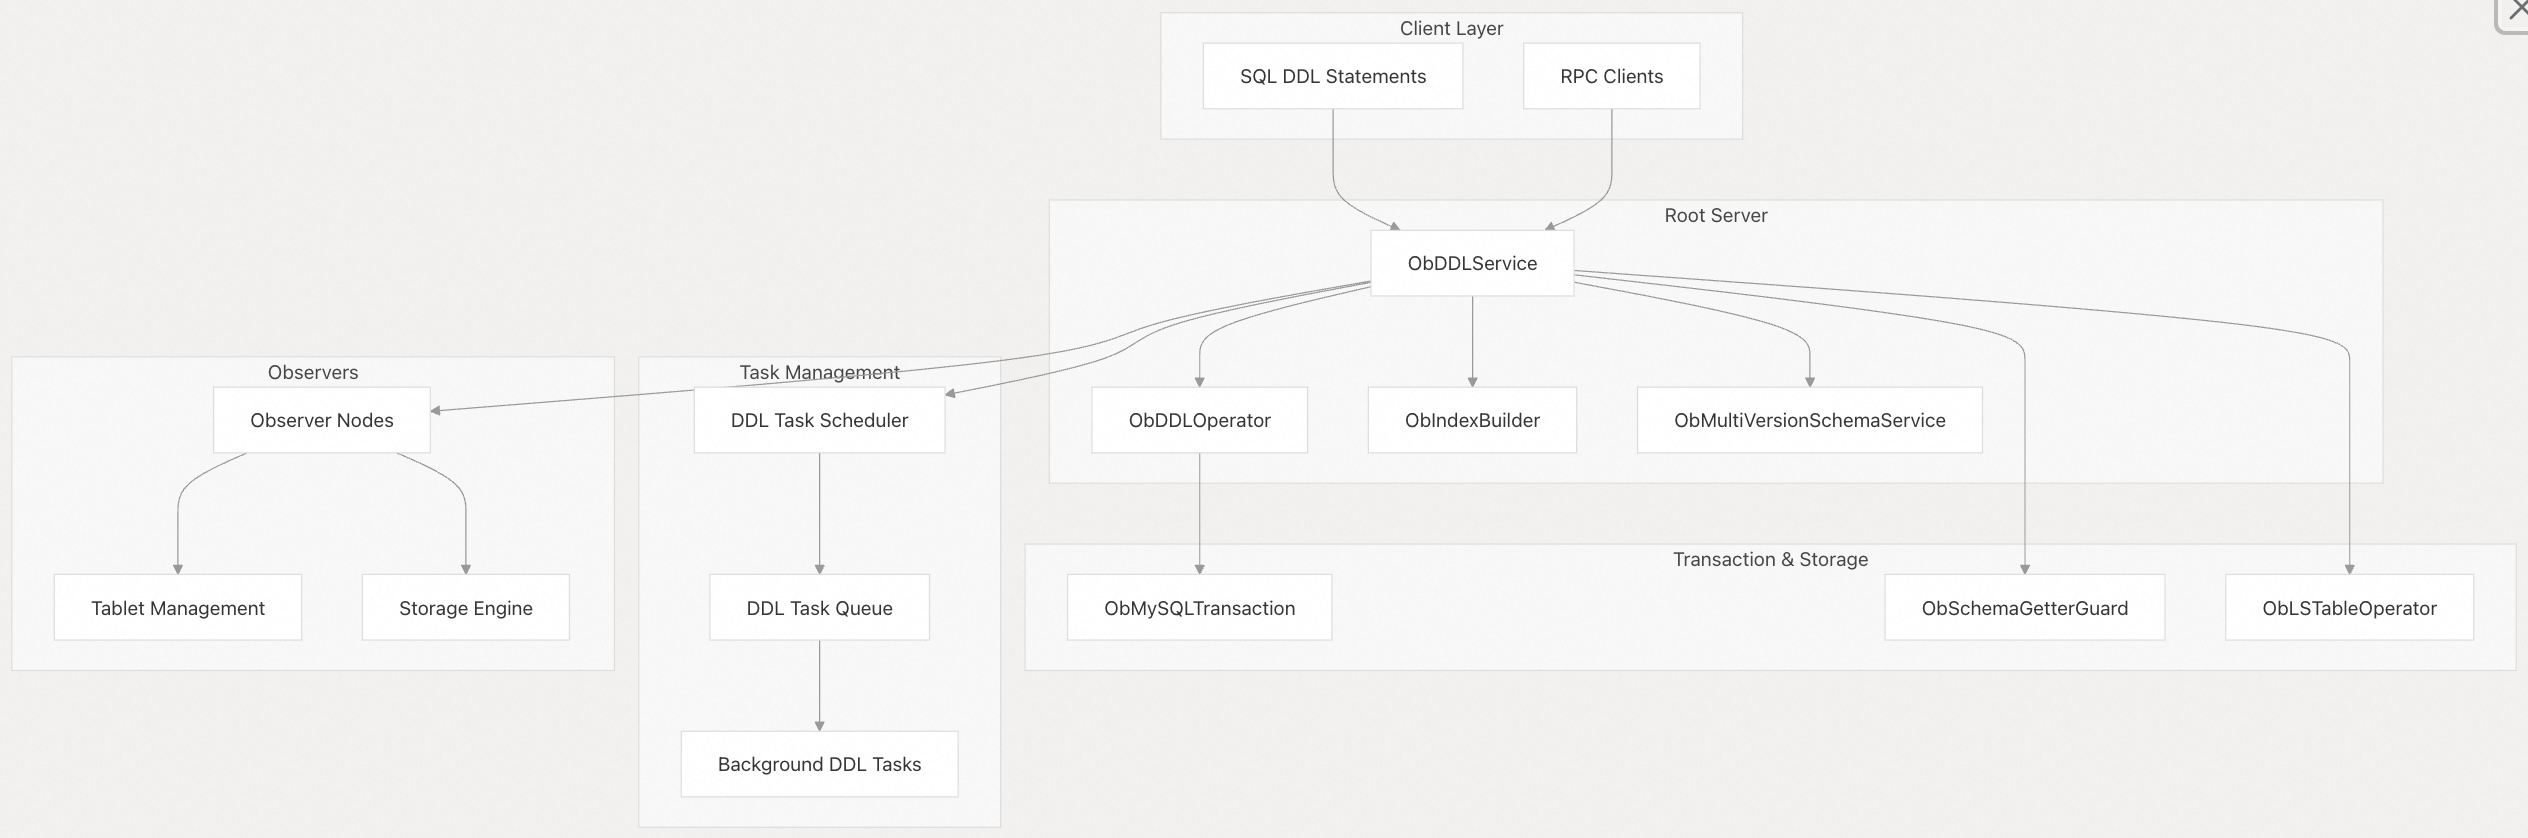 Client Layer
SQL DDL Statements
RPC Clients
Root Server
ObDDLService
Observers
Task Management
Observer Nodes
DDL Task Scheduler
ObDDLOperator
ObIndexBuilder
ObMultiVersionSchemaService
Transaction & Storage
Tablet Management
Storage Engine
DDL Task Queue
ObMySQLTransaction
ObSchemaGetterGuard
ObLSTableOperator
Background DDL Tasks